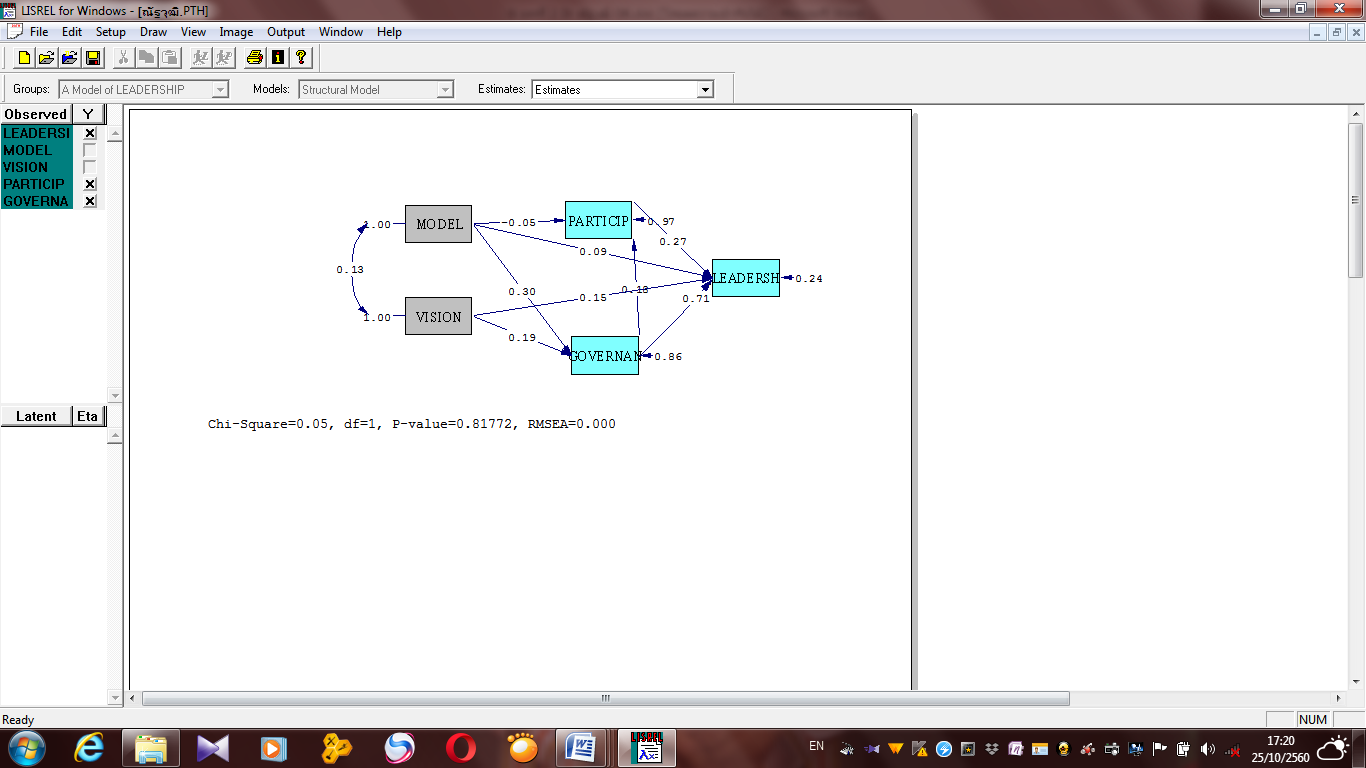 LISREL for Windows - [ณัฐวุฒิ.PTH]
File Edit Setup Draw View Image Output Window Help
Groups: A Model of LEADERSHIP Models: Structural Model Estimates: Estimates
Observed Y
LEADERSI
MODEL
VISION
PARTICIP
GOVERNA
Latent Eta
1.00 MODEL 0.05 PARTICIP 0.97
0.27
0.09
0.13
LEADERSH 0.24
0.30 0.15 0.71
1.00 VISION
0.19
GOVERNAN 0.86
Chi-Square=0.05, df=1, P-value=0.81772, RMSEA=0.000
Ready NUM
EN 17:20
25/10/2560